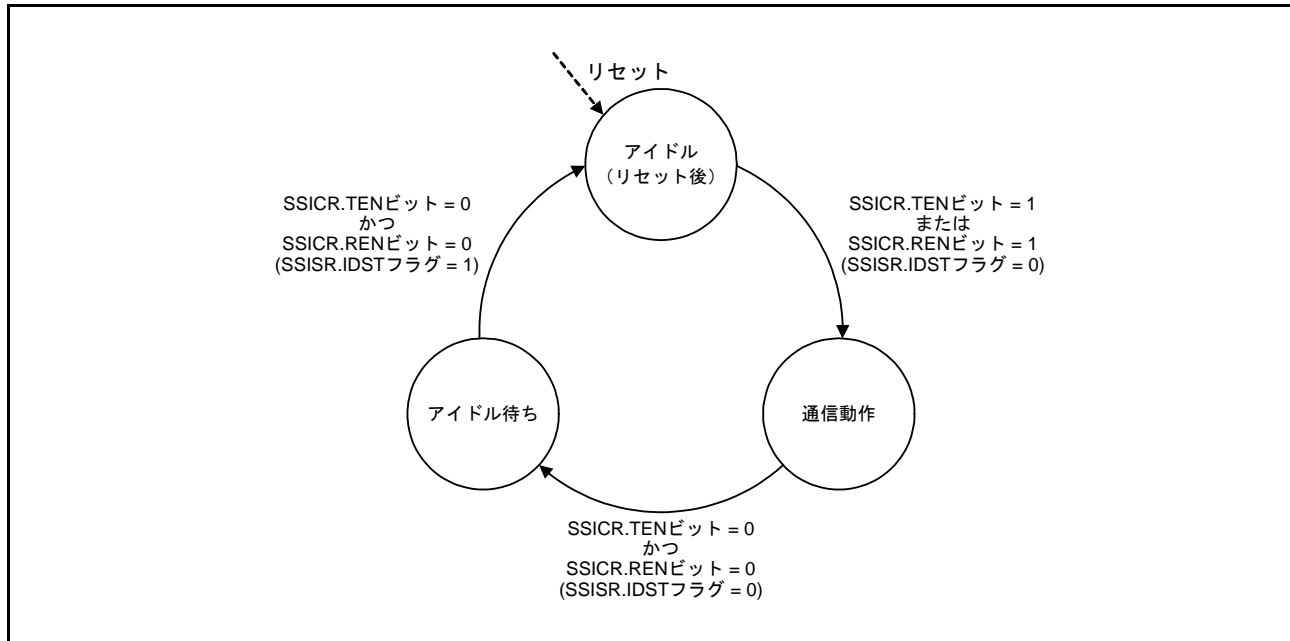 リセット
アイドル
（リセット後）
SSICR.TENビット = 0
かつ
SSICR.RENビット = 0
(SSISR.IDSTフラグ = 1)
SSICR.TENビット = 1
または
SSICR.RENビット = 1
(SSISR.IDSTフラグ = 0)
アイドル待ち
通信動作
SSICR.TENビット = 0
かつ
SSICR.RENビット = 0
(SSISR.IDSTフラグ = 0)